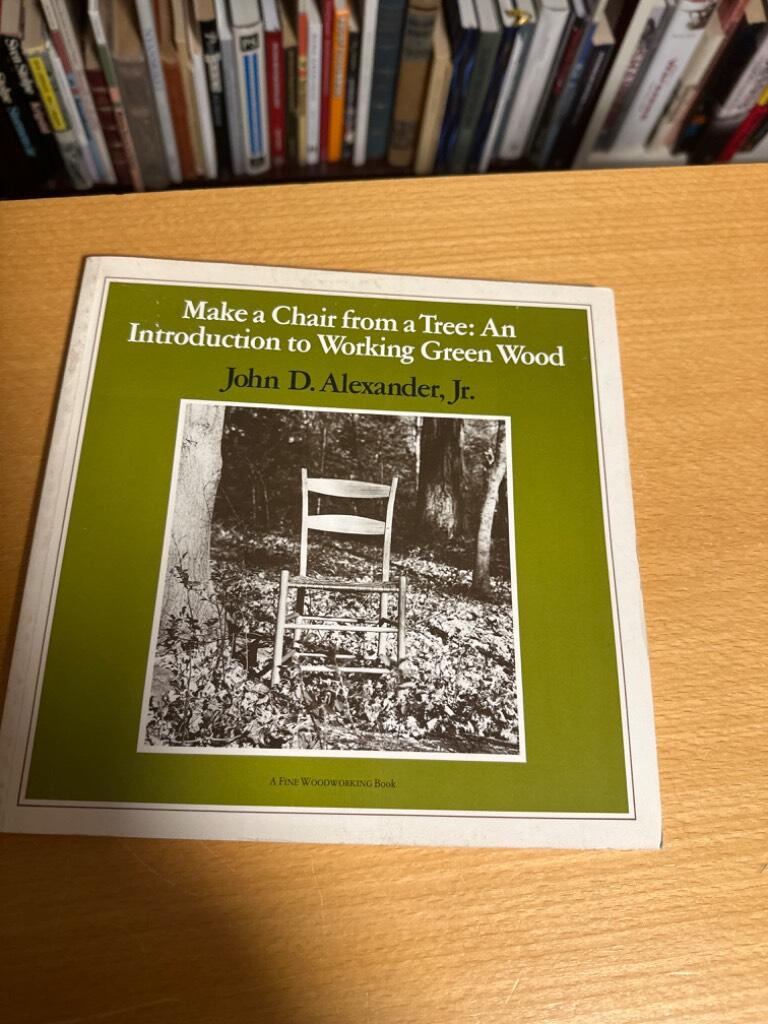 Make a Chair from a Tree: An
Introduction to Working Green Wood
John D. Alexander, Jr.
A FINE WOODWORKING Book